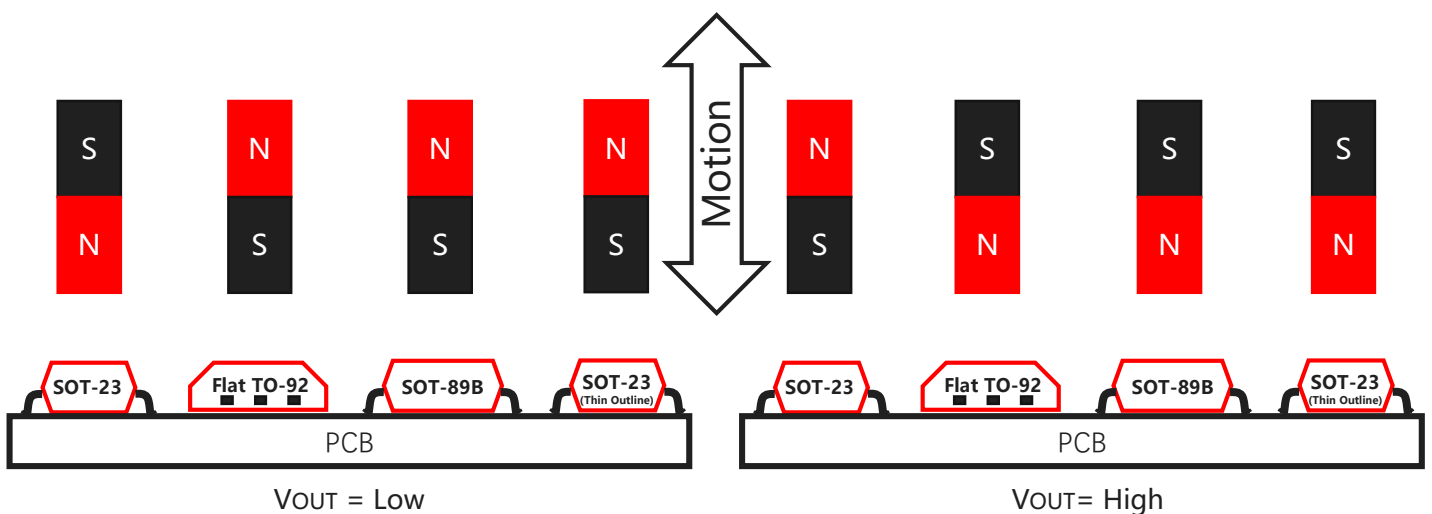 S N N N N S S S
N S S S S N N N
Motion
SOT-23
Flat TO-92
SOT-89B
SOT-23
(Thin Outline)
SOT-23
Flat TO-92
SOT-89B
SOT-23
(Thin Outline)
PCB
PCB
VOUT = Low
VOUT= High